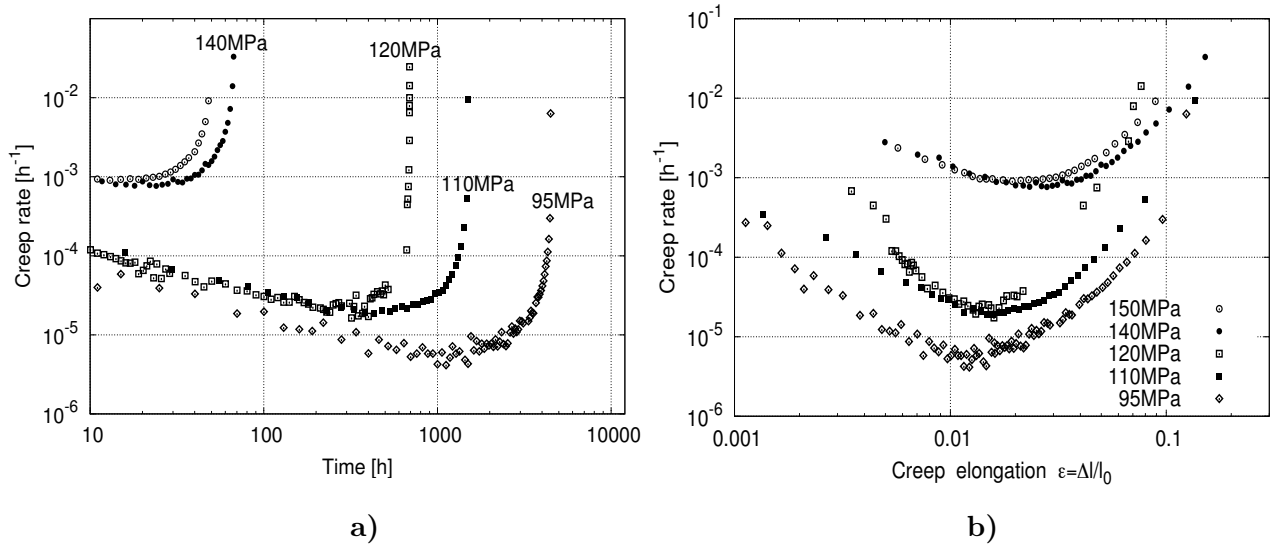 Creep rate [h⁻¹]
10⁻²
10⁻³
10⁻⁴
10⁻⁵
10⁻⁶
10
100
1000
10000
Time [h]
140MPa
120MPa
110MPa
95MPa
a)
Creep rate [h⁻¹]
10⁻¹
10⁻²
10⁻³
10⁻⁴
10⁻⁵
10⁻⁶
0.001
0.01
0.1
Creep elongation ε=Δl/l₀
150MPa
140MPa
120MPa
110MPa
95MPa
b)